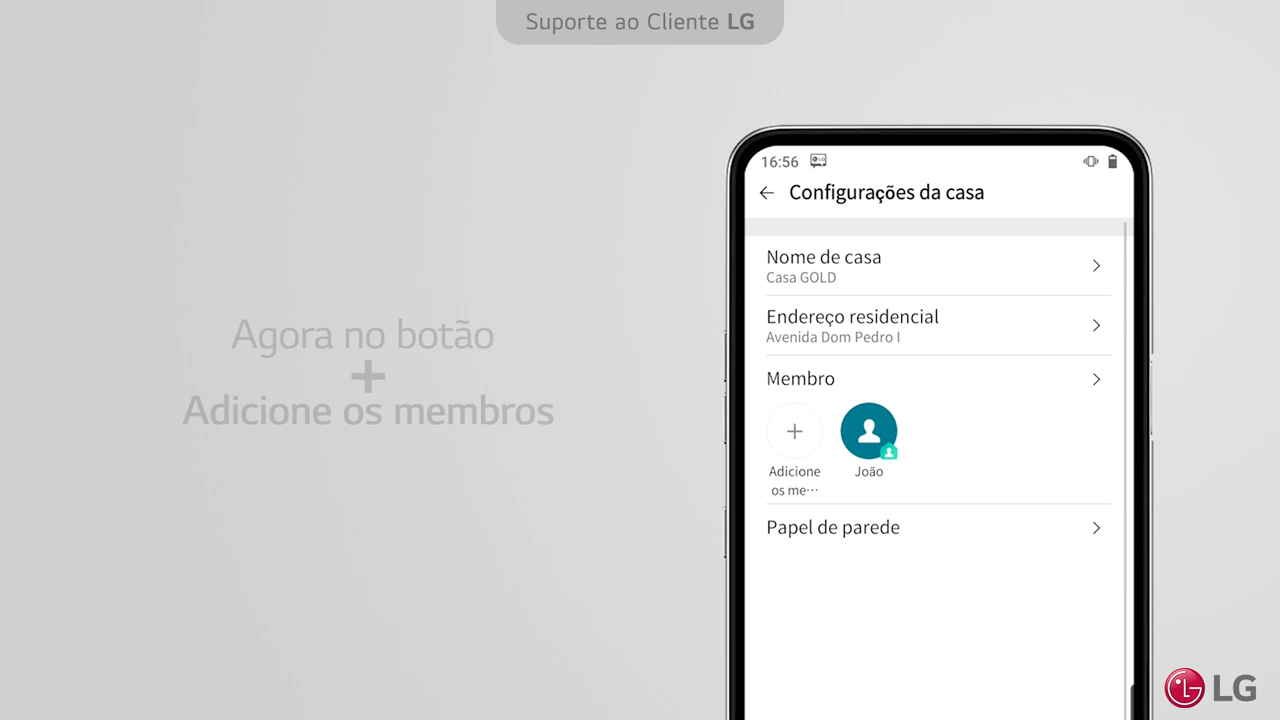 Suporte ao Cliente LG
Agora no botão
+
Adicione os membros
16:56
Configurações da casa
Nome de casa
Casa GOLD
Endereço residencial
Avenida Dom Pedro I
Membro
+
Adicione
os me···
João
Papel de parede
LG